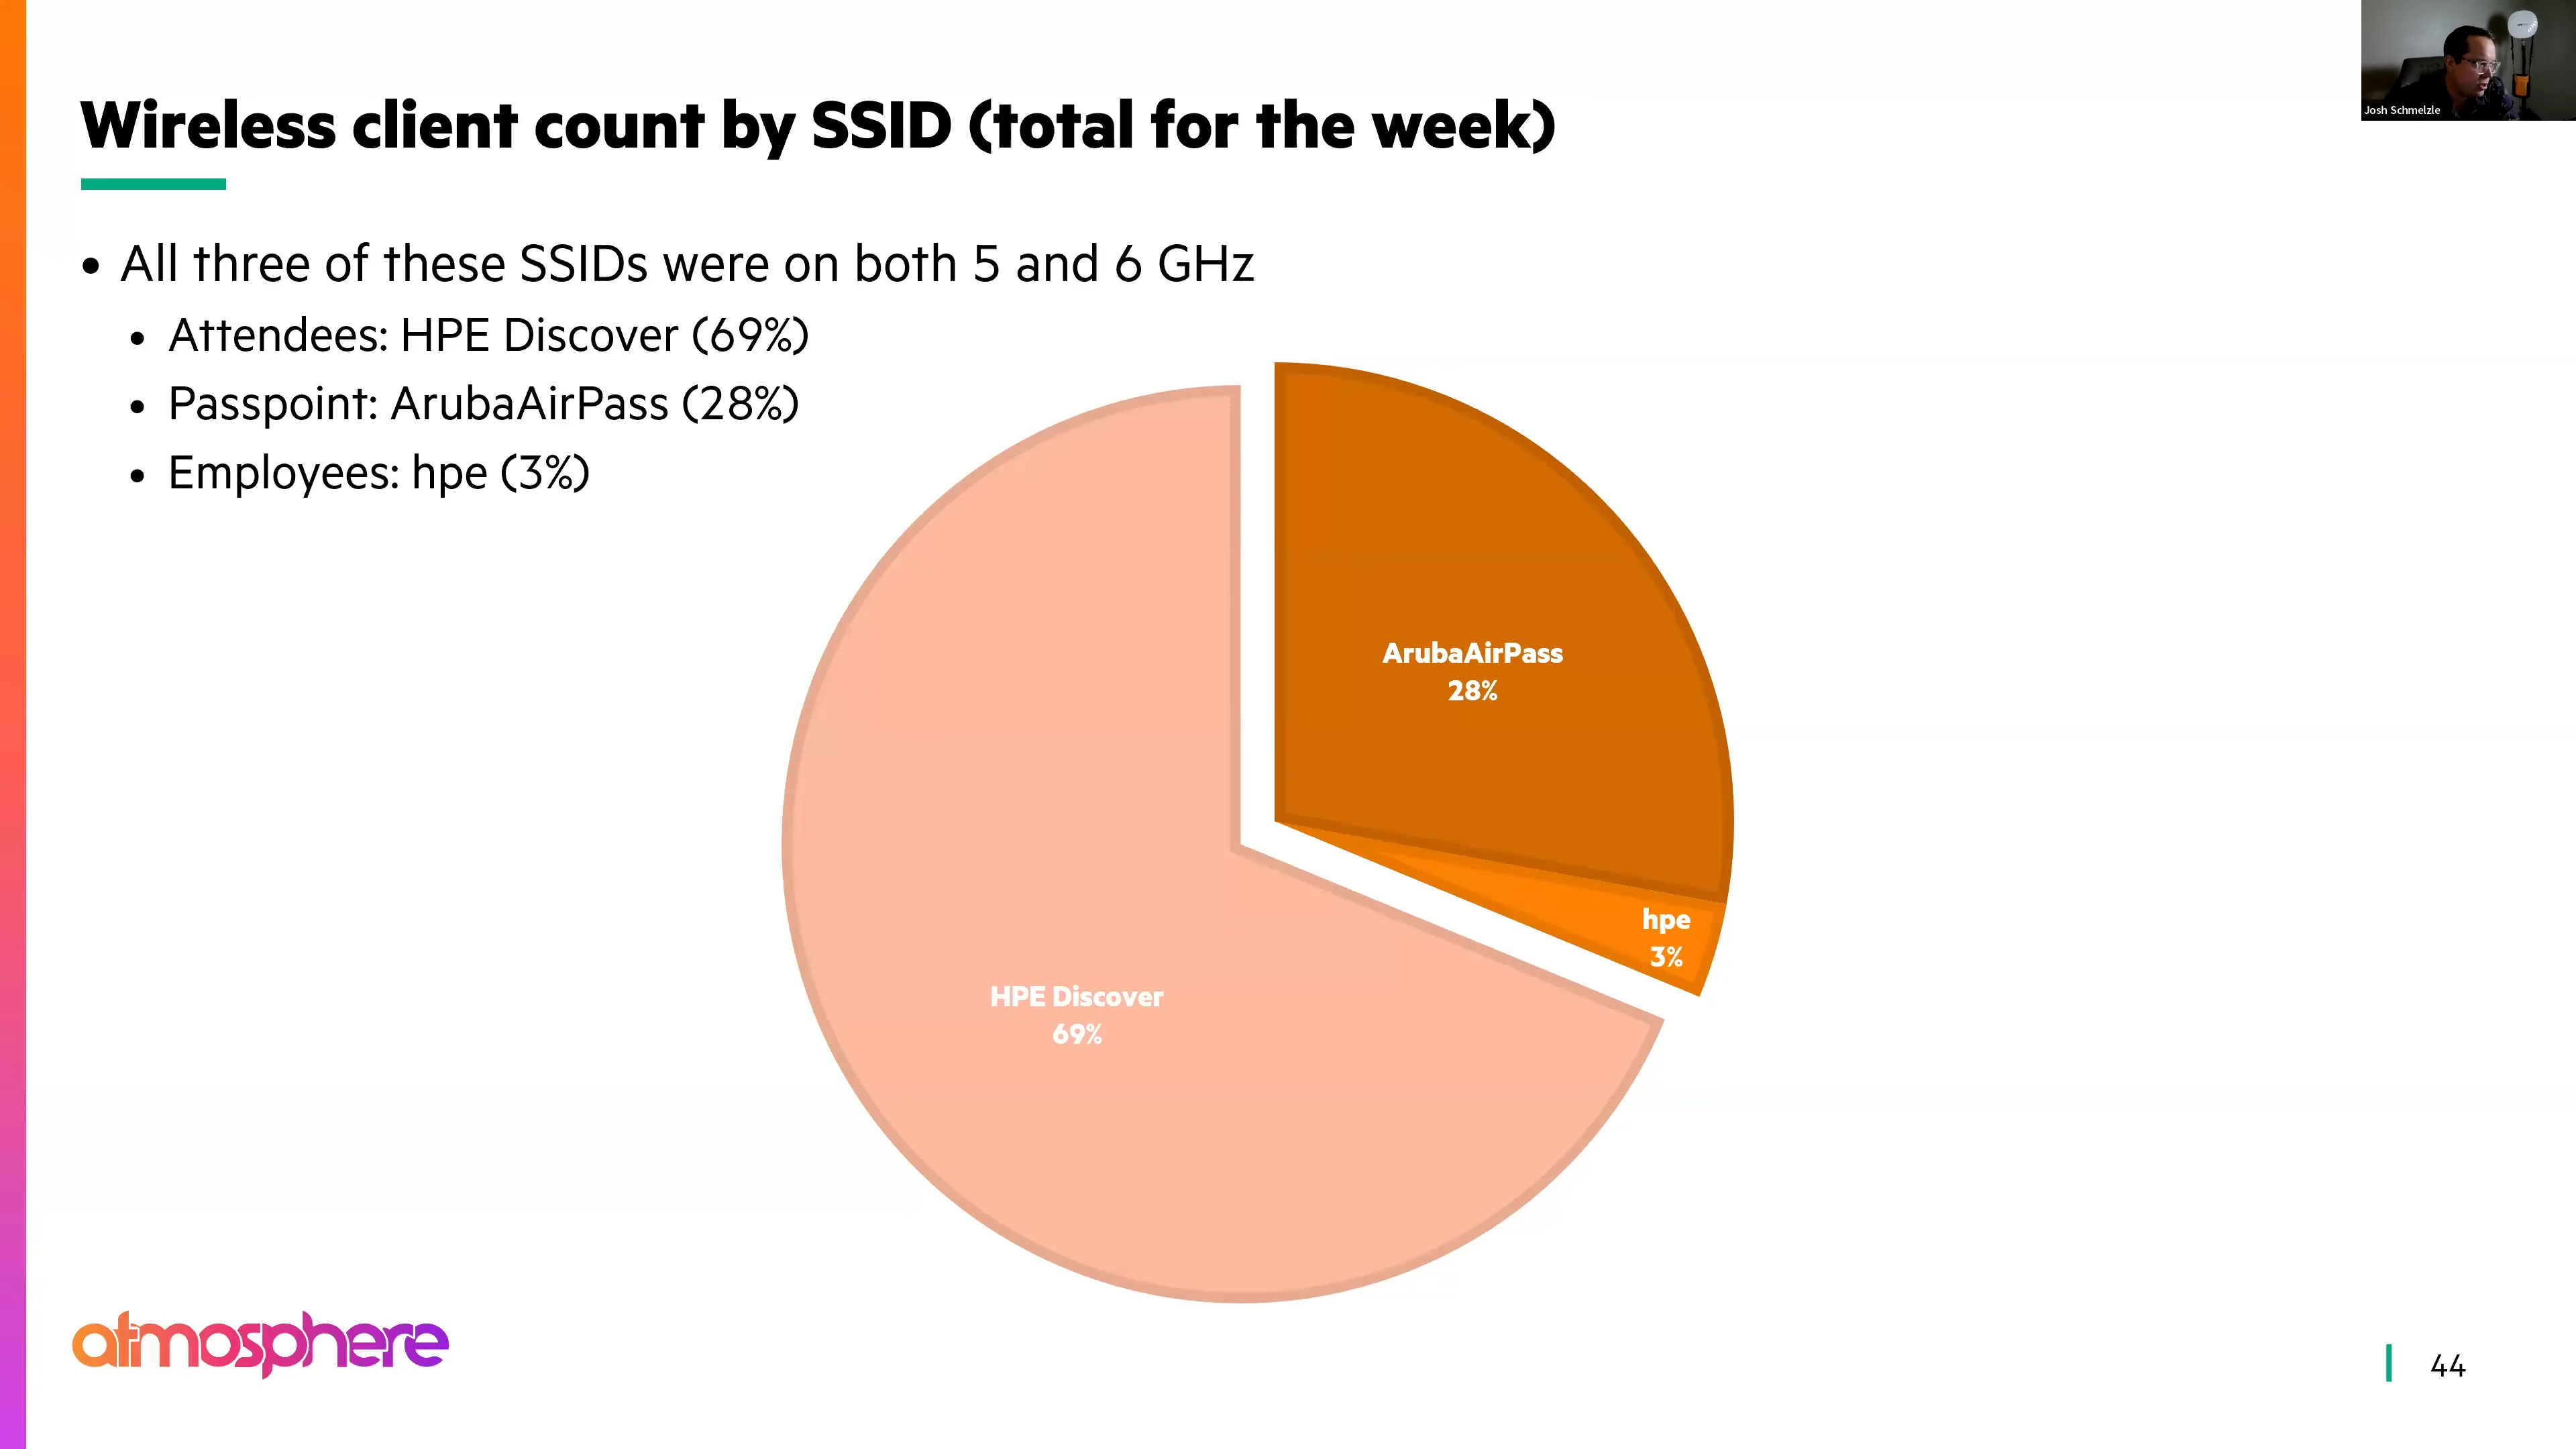 Josh Schmelzle
Wireless client count by SSID (total for the week)
• All three of these SSIDs were on both 5 and 6 GHz
• Attendees: HPE Discover (69%)
• Passpoint: ArubaAirPass (28%)
• Employees: hpe (3%)
ArubaAirPass
28%
hpe
3%
HPE Discover
69%
atmosphere
44